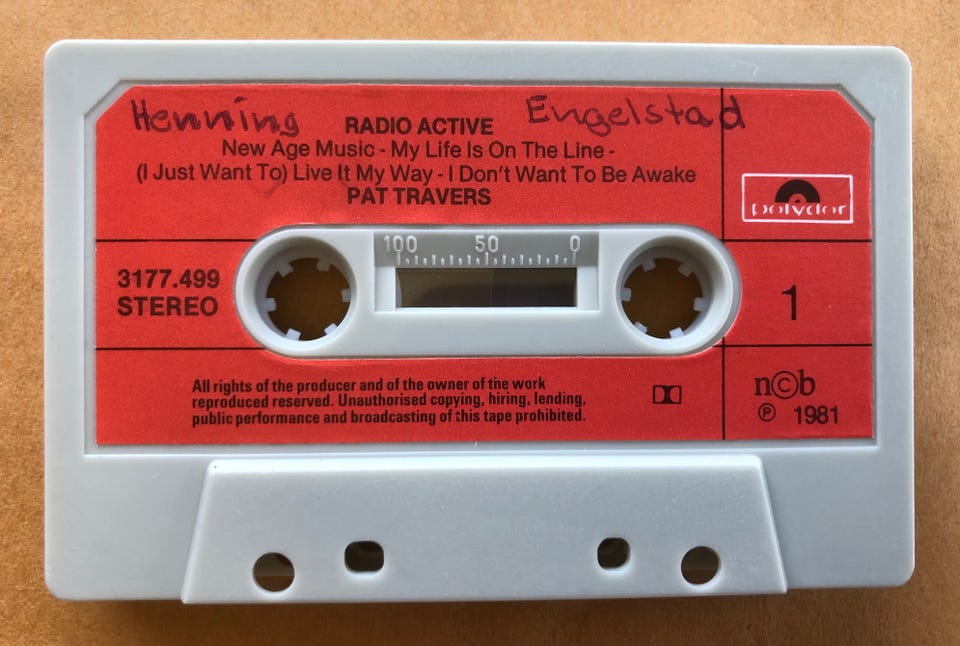 Henning Engelstad
RADIO ACTIVE
New Age Music - My Life Is On The Line -
(I Just Want To) Live It My Way - I Don't Want To Be Awake
PAT TRAVERS
polydor
100 50 0
3177.499
STEREO
1
All rights of the producer and of the owner of the work
reproduced reserved. Unauthorised copying, hiring, lending,
public performance and broadcasting of this tape prohibited.
n©b
℗ 1981